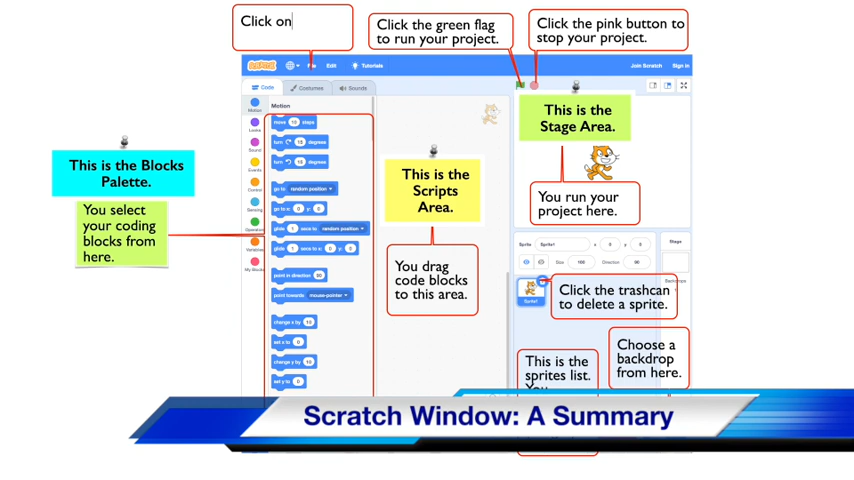 Click on
Click the green flag
to run your project.
Click the pink button to
stop your project.
SCRATCH
File
Edit
Tutorials
Join Scratch
Sign in
Code
Costumes
Sounds
Motion
Looks
Sound
Events
Control
Sensing
Operators
Variables
My Blocks
Motion
move 10 steps
turn 15 degrees
turn 15 degrees
go to random position
go to x: 0 y: 0
glide 1 secs to random position
glide 1 secs to x: 0 y: 0
point in direction 90
point towards mouse-pointer
change x by 10
set x to 0
change y by 10
set y to 0
This is the Blocks
Palette.
You select
your coding
blocks from
here.
This is the
Scripts
Area.
You drag
code blocks
to this area.
This is the
Stage Area.
You run your
project here.
Sprite Sprite1 x 0 y 0
Size 100 Direction 90
Stage
Sprite1
Click the trashcan
to delete a sprite.
This is the
sprites list.
You
Choose a
backdrop
from here.
Scratch Window: A Summary